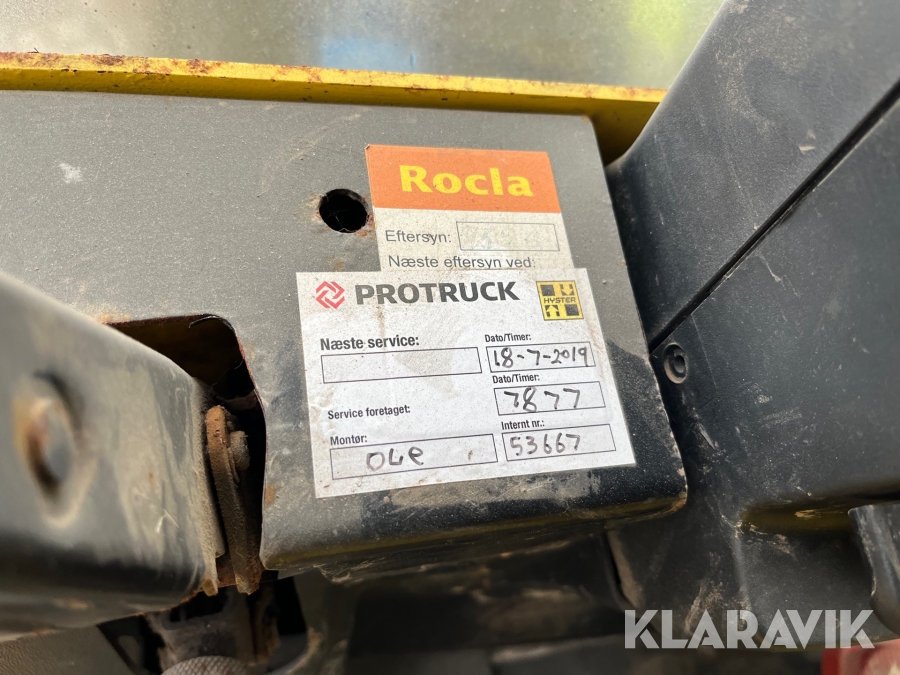 Rocla
Eftersyn:
Næste eftersyn ved:
PROTRUCK HYSTER
Næste service: Dato/Timer:
18-7-2019
Dato/Timer:
7877
Service foretaget:
Montør: Internt nr.:
OLe 53667
KLARAVIK